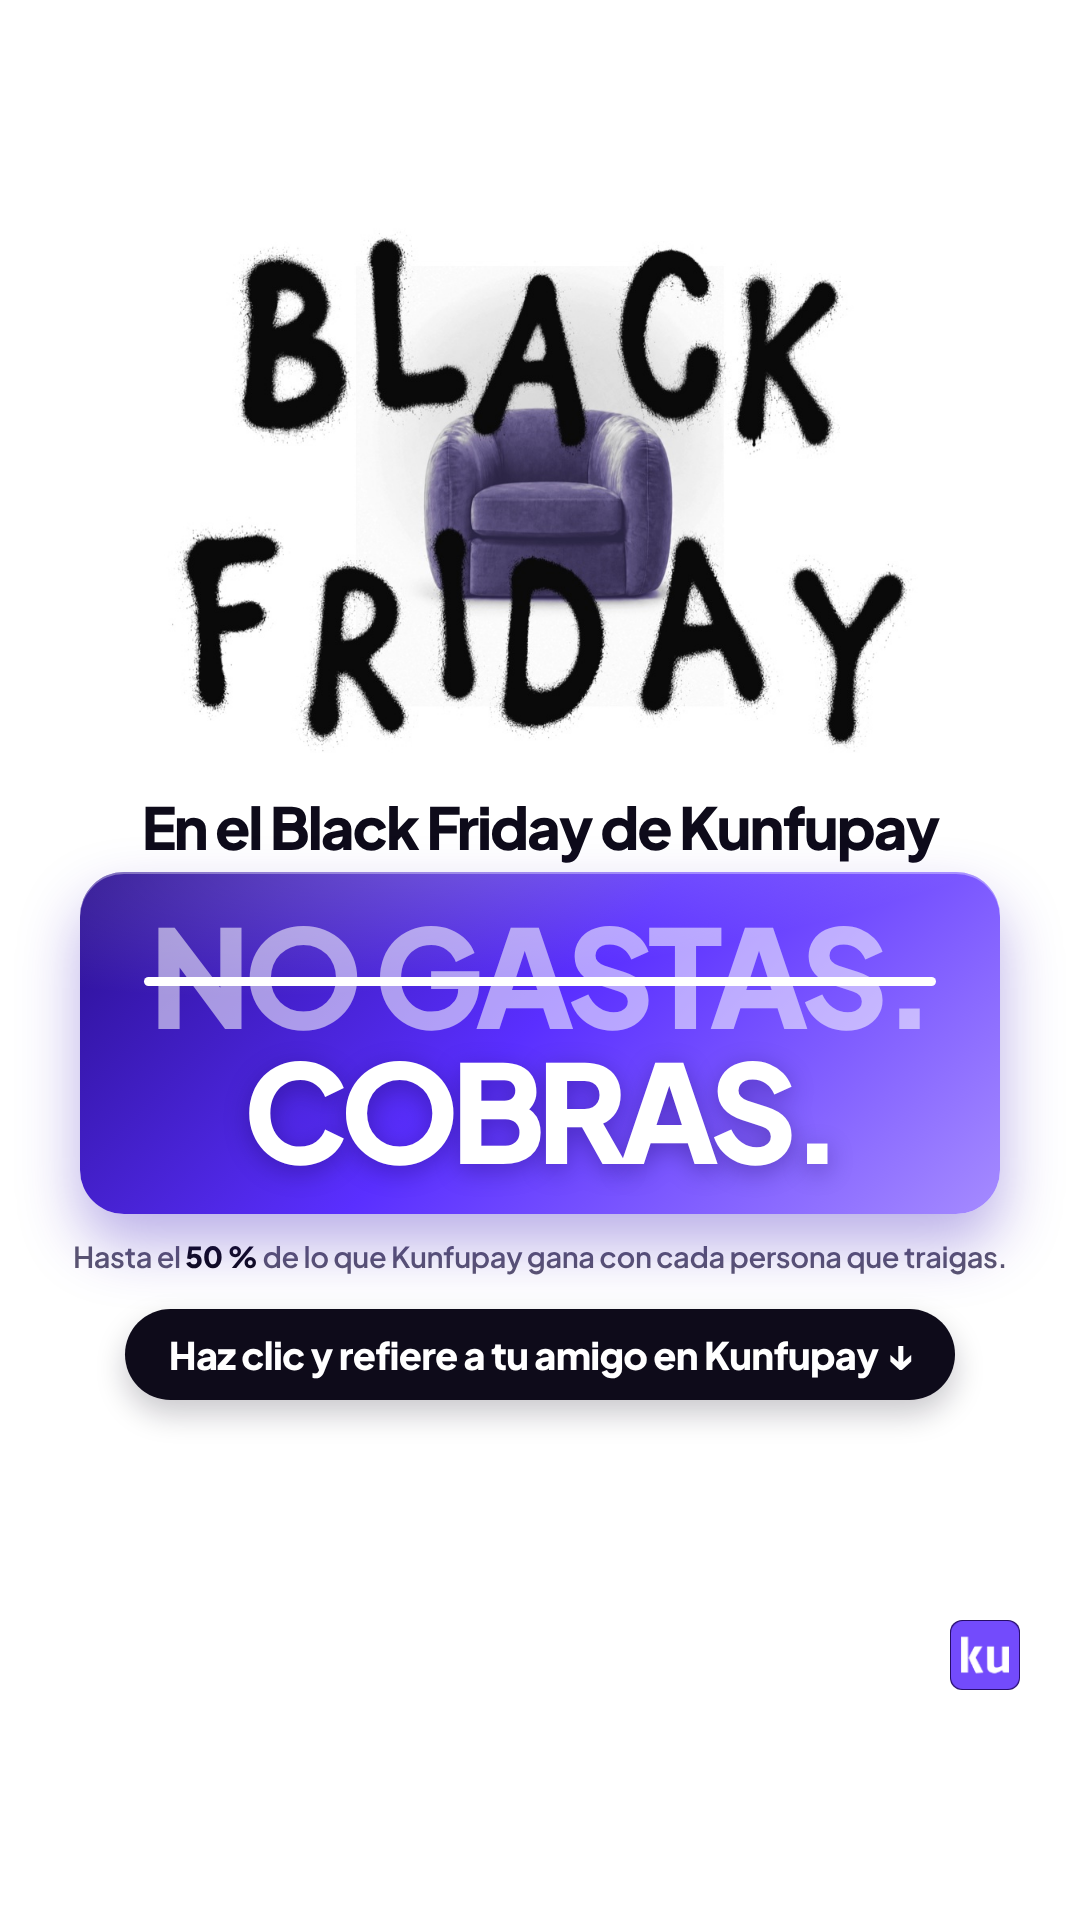 BLACK
FRIDAY
En el Black Friday de Kunfupay
NO GASTAS.
COBRAS.
Hasta el 50 % de lo que Kunfupay gana con cada persona que traigas.
Haz clic y refiere a tu amigo en Kunfupay ↓
ku